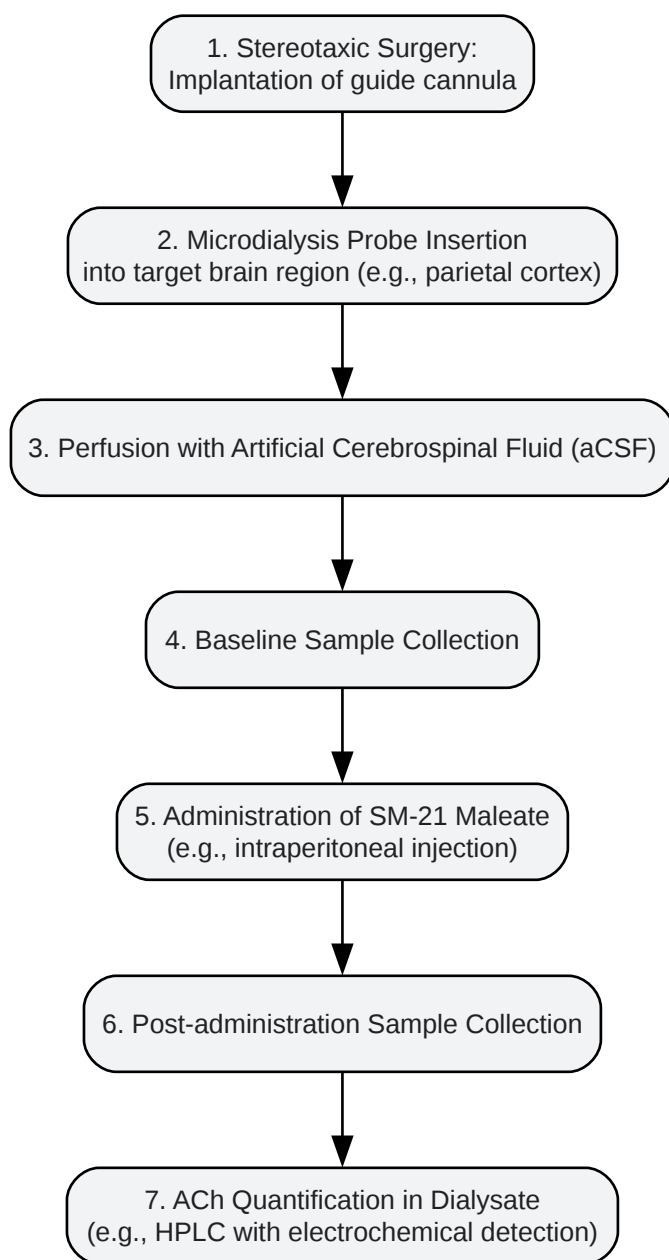 1. Stereotaxic Surgery:
Implantation of guide cannula
2. Microdialysis Probe Insertion
into target brain region (e.g., parietal cortex)
3. Perfusion with Artificial Cerebrospinal Fluid (aCSF)
4. Baseline Sample Collection
5. Administration of SM-21 Maleate
(e.g., intraperitoneal injection)
6. Post-administration Sample Collection
7. ACh Quantification in Dialysate
(e.g., HPLC with electrochemical detection)